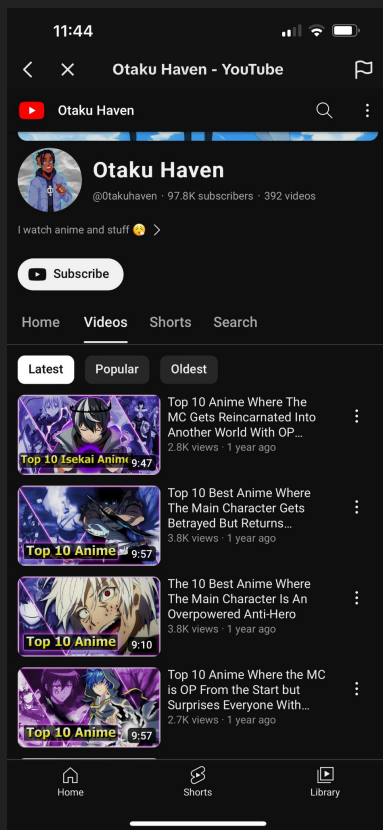 11:44
Otaku Haven - YouTube
Otaku Haven
Otaku Haven
@0takuhaven · 97.8K subscribers · 392 videos
I watch anime and stuff 😮‍💨
Subscribe
Home Videos Shorts Search
Latest Popular Oldest
Top 10 Isekai Anime
9:47
Top 10 Anime Where The
MC Gets Reincarnated Into
Another World With OP...
2.8K views · 1 year ago
Top 10 Anime
9:57
Top 10 Best Anime Where
The Main Character Gets
Betrayed But Returns...
3.8K views · 1 year ago
Top 10 Anime
9:10
The 10 Best Anime Where
The Main Character Is An
Overpowered Anti-Hero
3.8K views · 1 year ago
Top 10 Anime
9:57
Top 10 Anime Where the MC
is OP From the Start but
Surprises Everyone With...
2.7K views · 1 year ago
Home Shorts Library